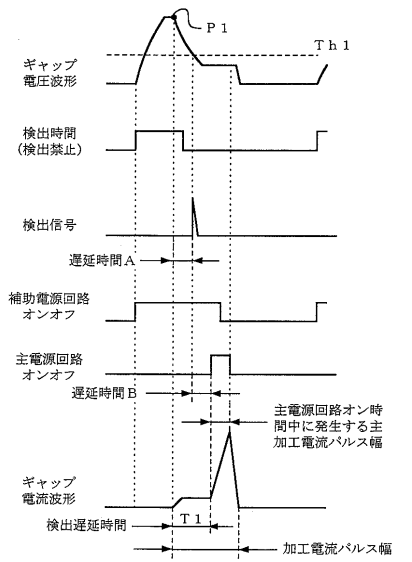 P1
Th1
ギャップ
電圧波形
検出時間
(検出禁止)
検出信号
遅延時間A
補助電源回路
オンオフ
主電源回路
オンオフ
遅延時間B
主電源回路オン時
間中に発生する主
加工電流パルス幅
ギャップ
電流波形
T1
検出遅延時間
加工電流パルス幅